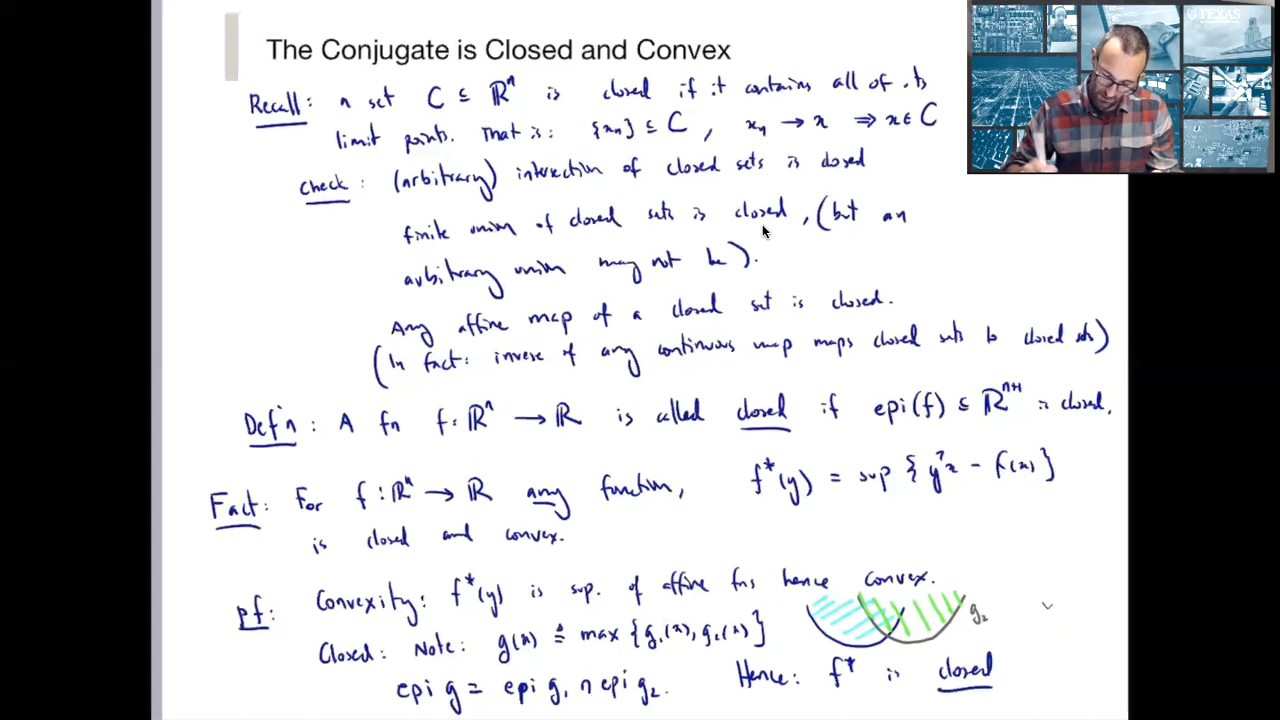 TEXAS
The Conjugate is Closed and Convex
Recall: A set C ⊆ ℝⁿ is closed if it contains all of its
limit points. That is: {xₙ} ⊆ C, xₙ → x ⇒ x ∈ C
Check: (arbitrary) intersection of closed sets is closed
finite union of closed sets is closed, (but an
arbitrary union may not be).
Any affine map of a closed set is closed.
(In fact: inverse of any continuous map maps closed sets to closed sets)
Def'n: A fn f: ℝⁿ → ℝ is called closed if epi(f) ⊆ ℝⁿ⁺¹ is closed.
Fact: For f: ℝⁿ → ℝ any function, f*(y) = sup {yᵀx - f(x)}
is closed and convex.
pf: Convexity: f*(y) is sup. of affine fns hence convex.
Closed: Note: g(x) ≜ max {g₁(x), g₂(x)}
g₂
epi g = epi g₁ ∩ epi g₂. Hence: f* is closed